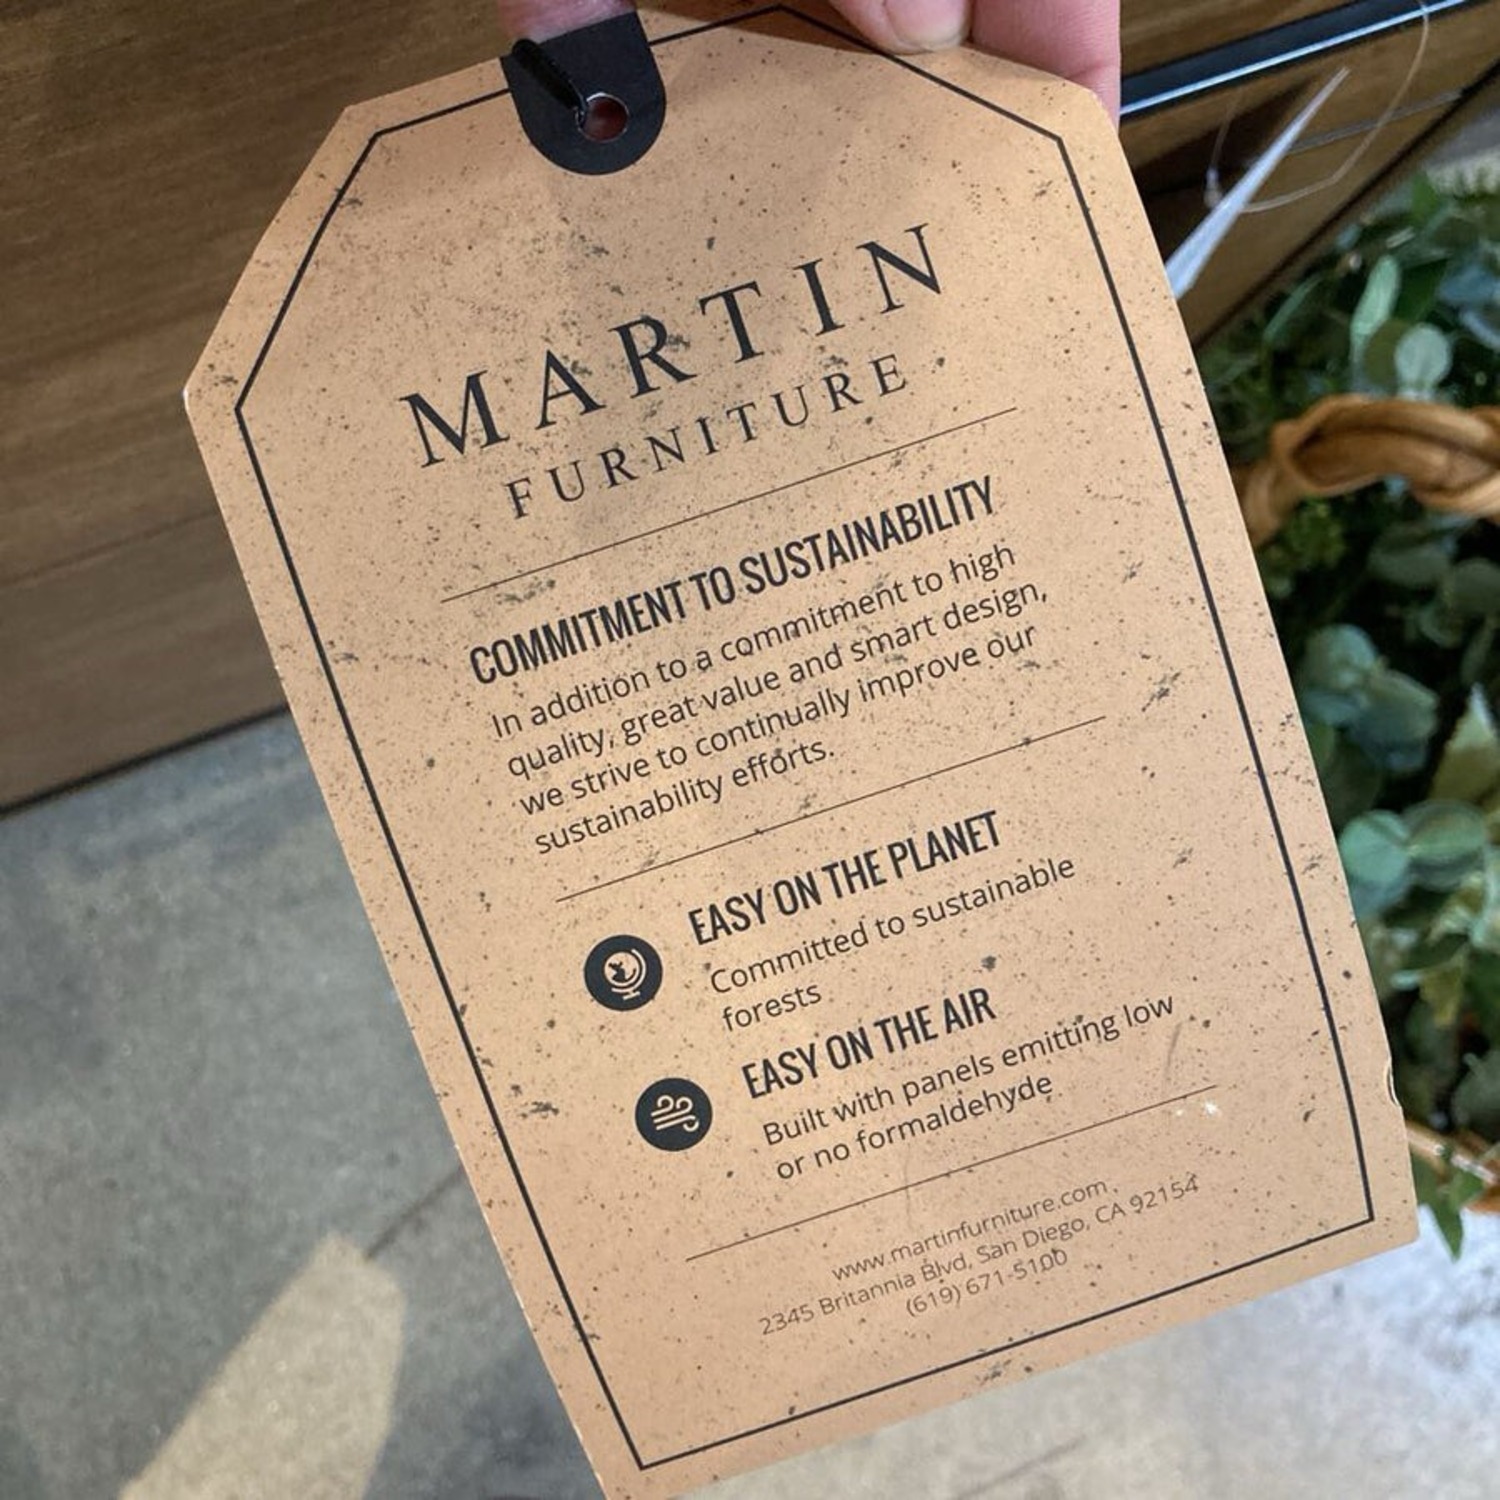 MARTIN
FURNITURE
COMMITMENT TO SUSTAINABILITY
In addition to a commitment to high
quality, great value and smart design,
we strive to continually improve our
sustainability efforts.
EASY ON THE PLANET
Committed to sustainable
forests
EASY ON THE AIR
Built with panels emitting low
or no formaldehyde
www.martinfurniture.com
2345 Britannia Blvd, San Diego, CA 92154
(619) 671-5100